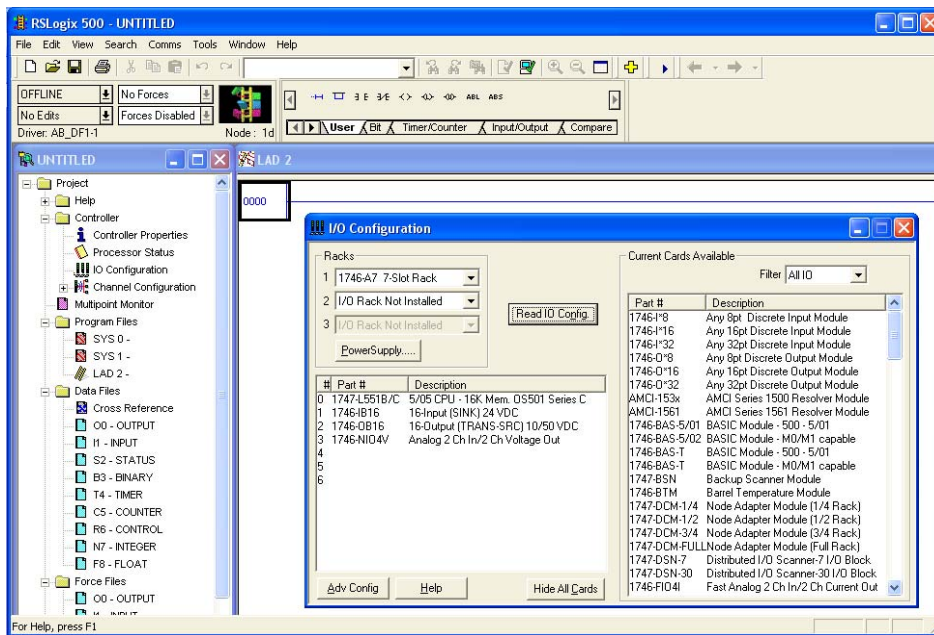 RSLogix 500 - UNTITLED
File Edit View Search Comms Tools Window Help
OFFLINE No Forces
No Edits Forces Disabled
Driver: AB_DF1-1 Node : 1d
ABL ABS
User Bit Timer/Counter Input/Output Compare
UNTITLED
Project
Help
Controller
Controller Properties
Processor Status
IO Configuration
Channel Configuration
Multipoint Monitor
Program Files
SYS 0 -
SYS 1 -
LAD 2 -
Data Files
Cross Reference
O0 - OUTPUT
I1 - INPUT
S2 - STATUS
B3 - BINARY
T4 - TIMER
C5 - COUNTER
R6 - CONTROL
N7 - INTEGER
F8 - FLOAT
Force Files
O0 - OUTPUT
LAD 2
0000
I/O Configuration
Racks
1 1746-A7 7-Slot Rack
2 I/O Rack Not Installed
3 I/O Rack Not Installed
PowerSupply.....
Read IO Config.
# Part # Description
0 1747-L551B/C 5/05 CPU - 16K Mem. OS501 Series C
1 1746-IB16 16-Input (SINK) 24 VDC
2 1746-OB16 16-Output (TRANS-SRC) 10/50 VDC
3 1746-NIO4V Analog 2 Ch In/2 Ch Voltage Out
4
5
6
Adv Config Help Hide All Cards
Current Cards Available
Filter All IO
Part # Description
1746-I*8 Any 8pt Discrete Input Module
1746-I*16 Any 16pt Discrete Input Module
1746-I*32 Any 32pt Discrete Input Module
1746-O*8 Any 8pt Discrete Output Module
1746-O*16 Any 16pt Discrete Output Module
1746-O*32 Any 32pt Discrete Output Module
AMCI-153x AMCI Series 1500 Resolver Module
AMCI-1561 AMCI Series 1561 Resolver Module
1746-BAS-5/01 BASIC Module - 500 - 5/01
1746-BAS-5/02 BASIC Module - M0/M1 capable
1746-BAS-T BASIC Module - 500 - 5/01
1746-BAS-T BASIC Module - M0/M1 capable
1747-BSN Backup Scanner Module
1746-BTM Barrel Temperature Module
1747-DCM-1/4 Node Adapter Module (1/4 Rack)
1747-DCM-1/2 Node Adapter Module (1/2 Rack)
1747-DCM-3/4 Node Adapter Module (3/4 Rack)
1747-DCM-FULL Node Adapter Module (Full Rack)
1747-DSN-7 Distributed I/O Scanner-7 I/O Block
1747-DSN-30 Distributed I/O Scanner-30 I/O Block
1746-FIO4I Fast Analog 2 Ch In/2 Ch Current Out
For Help, press F1